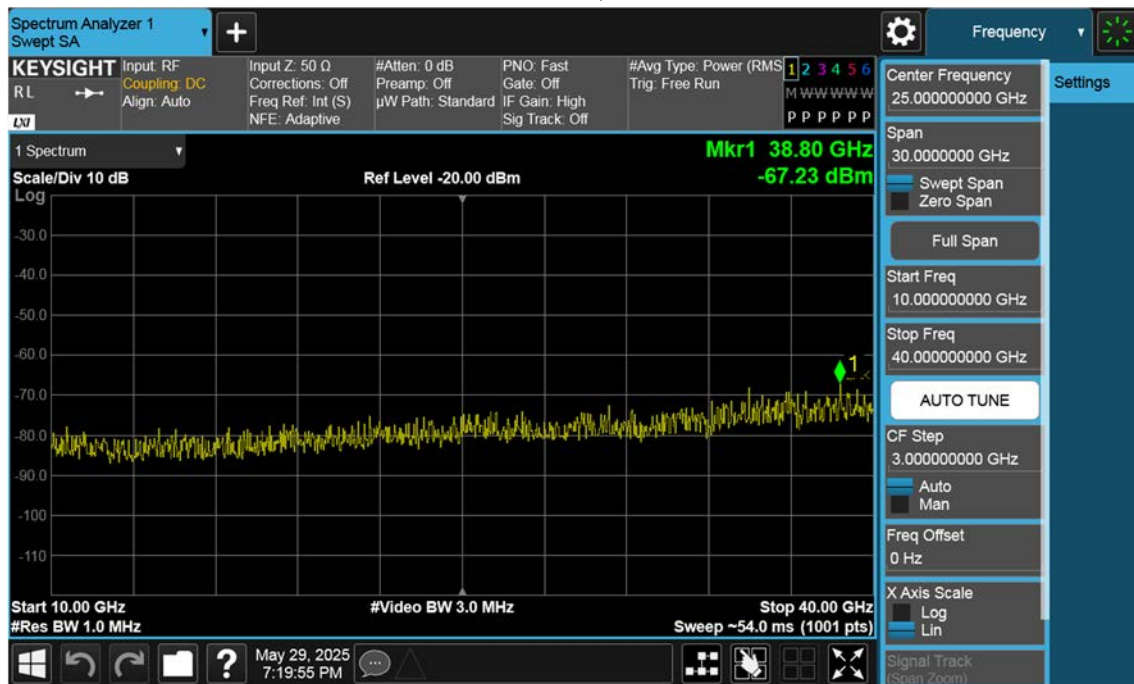 Spectrum Analyzer 1
Swept SA
+
Frequency
KEYSIGHT
RL
LXI
Input: RF
Coupling: DC
Align: Auto
Input Z: 50 Ω
Corrections: Off
Freq Ref: Int (S)
NFE: Adaptive
#Atten: 0 dB
Preamp: Off
µW Path: Standard
PNO: Fast
Gate: Off
IF Gain: High
Sig Track: Off
#Avg Type: Power (RMS
Trig: Free Run
1 2 3 4 5 6
M W W W W W
P P P P P P
1 Spectrum
Scale/Div 10 dB
Ref Level -20.00 dBm
Mkr1 38.80 GHz
-67.23 dBm
Log
-30.0
-40.0
-50.0
-60.0
-70.0
-80.0
-90.0
-100
-110
1
Start 10.00 GHz
#Video BW 3.0 MHz
Stop 40.00 GHz
#Res BW 1.0 MHz
Sweep ~54.0 ms (1001 pts)
?
May 29, 2025
7:19:55 PM
Center Frequency
25.000000000 GHz
Span
30.0000000 GHz
Swept Span
Zero Span
Full Span
Start Freq
10.000000000 GHz
Stop Freq
40.000000000 GHz
AUTO TUNE
CF Step
3.000000000 GHz
Auto
Man
Freq Offset
0 Hz
X Axis Scale
Log
Lin
Signal Track
(Span Zoom)
Settings